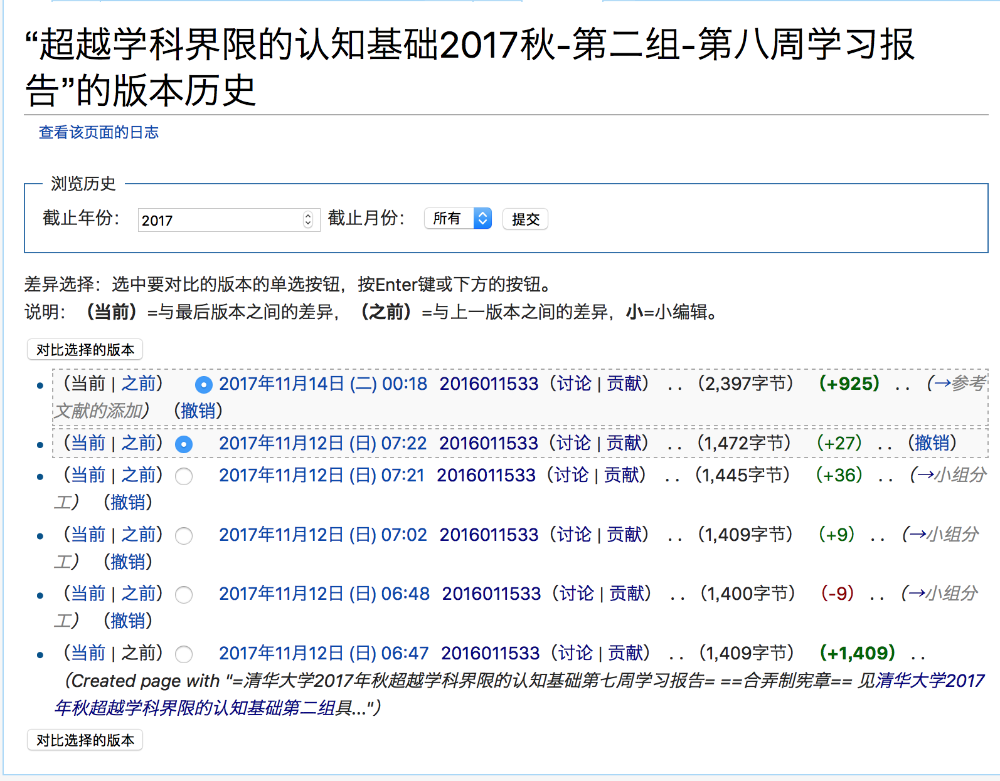 “超越学科界限的认知基础2017秋-第二组-第八周学习报
告”的版本历史
查看该页面的日志
浏览历史
截止年份： 2017 截止月份： 所有 提交
差异选择：选中要对比的版本的单选按钮，按Enter键或下方的按钮。
说明：（当前）=与最后版本之间的差异，（之前）=与上一版本之间的差异，小=小编辑。
对比选择的版本
（当前 | 之前） 2017年11月14日 (二) 00:18 2016011533（讨论 | 贡献） . . （2,397字节） （+925） . . （→参考
文献的添加）（撤销）
（当前 | 之前） 2017年11月12日 (日) 07:22 2016011533（讨论 | 贡献） . . （1,472字节） （+27） . . （撤销）
（当前 | 之前） 2017年11月12日 (日) 07:21 2016011533（讨论 | 贡献） . . （1,445字节） （+36） . . （→小组分
工）（撤销）
（当前 | 之前） 2017年11月12日 (日) 07:02 2016011533（讨论 | 贡献） . . （1,409字节） （+9） . . （→小组分
工）（撤销）
（当前 | 之前） 2017年11月12日 (日) 06:48 2016011533（讨论 | 贡献） . . （1,400字节） （-9） . . （→小组分
工）（撤销）
（当前 | 之前） 2017年11月12日 (日) 06:47 2016011533（讨论 | 贡献） . . （1,409字节） （+1,409） . .
（Created page with "=清华大学2017年秋超越学科界限的认知基础第七周学习报告= ==合弄制宪章== 见清华大学2017
年秋超越学科界限的认知基础第二组具..."）
对比选择的版本